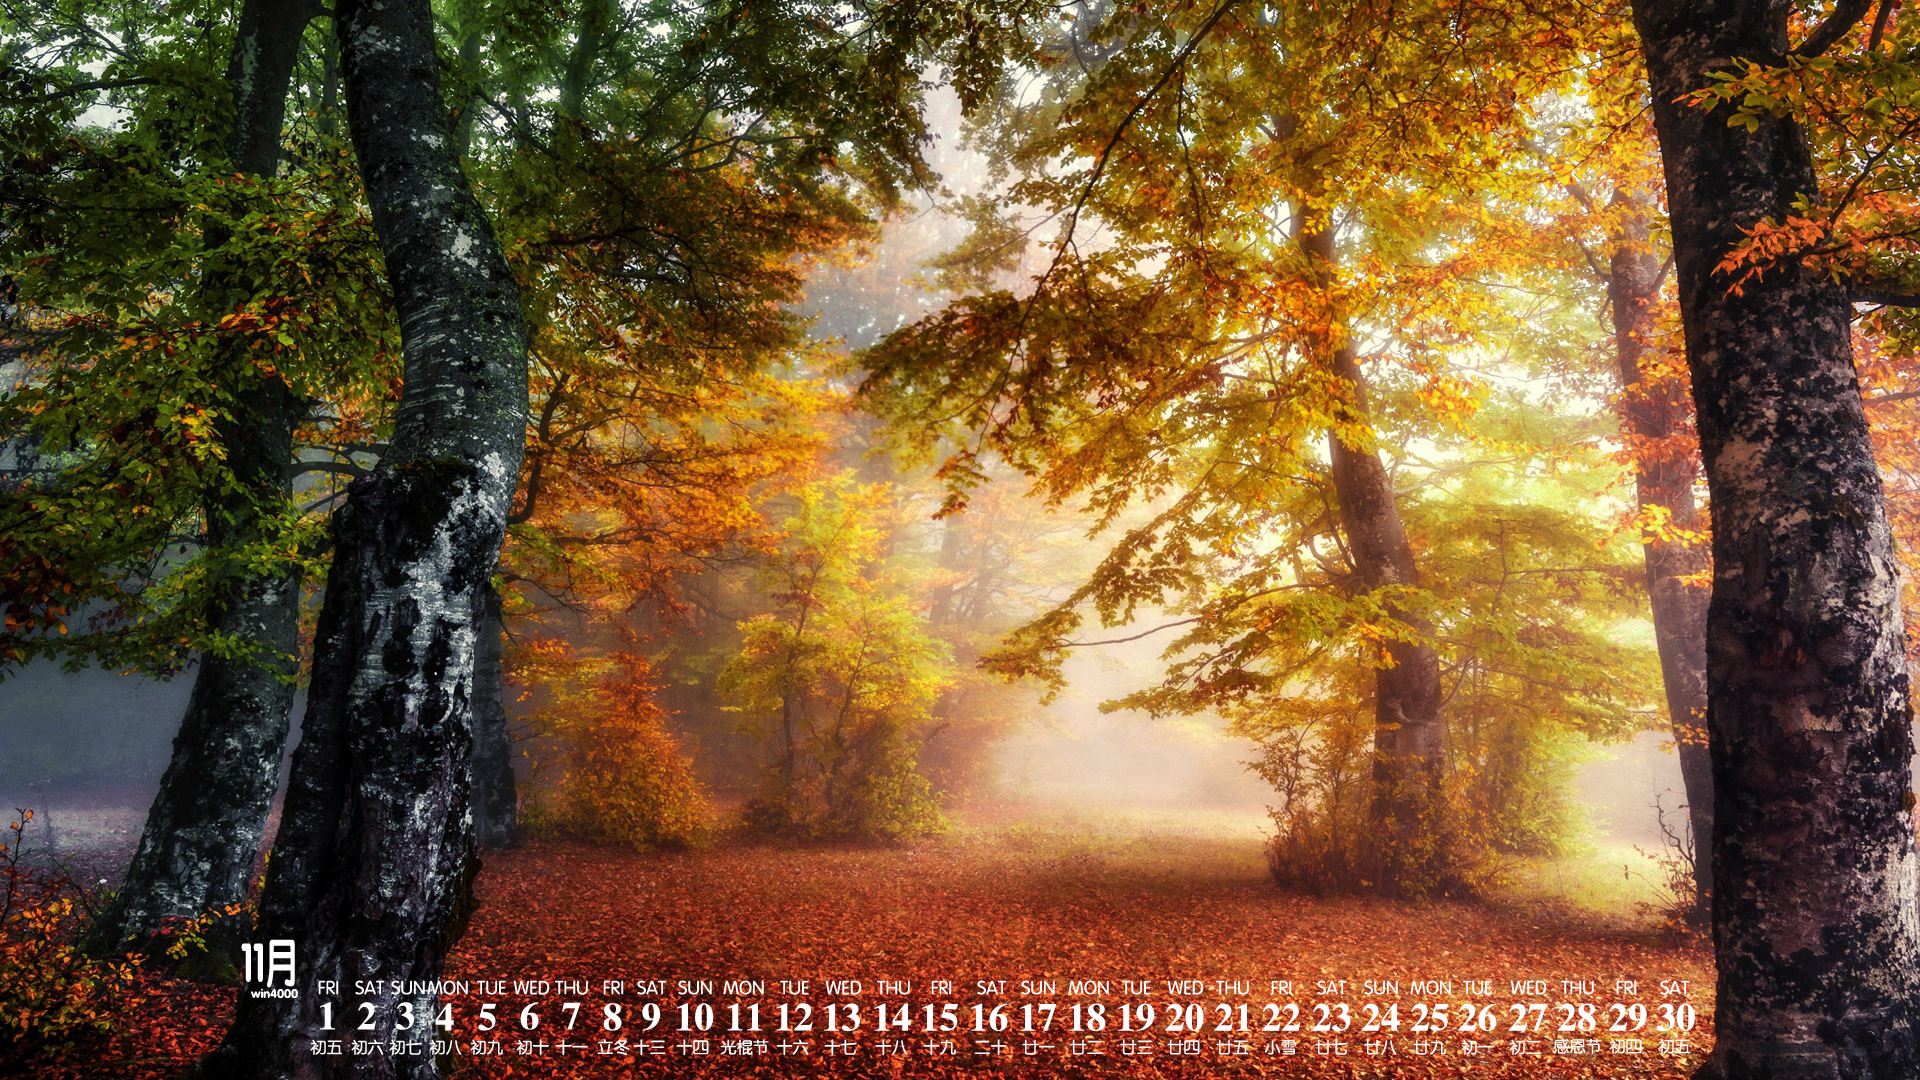 11月
win4000
FRI SAT SUN MON TUE WED THU FRI SAT SUN MON TUE WED THU FRI SAT SUN MON TUE WED THU FRI SAT SUN MON TUE WED THU FRI SAT
1 2 3 4 5 6 7 8 9 10 11 12 13 14 15 16 17 18 19 20 21 22 23 24 25 26 27 28 29 30
初五 初六 初七 初八 初九 初十 十一 立冬 十三 十四 光棍节 十六 十七 十八 十九 二十 廿一 廿二 廿三 廿四 廿五 小雪 廿七 廿八 廿九 初一 初二 感恩节 初四 初五